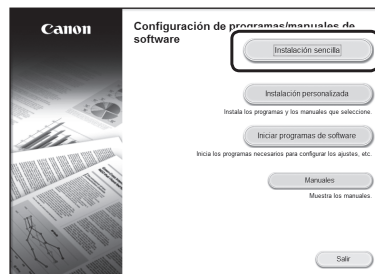 Canon
Configuración de programas/manuales de
software
Instalación sencilla
Instalación personalizada
Instala los programas y los manuales que seleccione.
Iniciar programas de software
Inicia los programas necesarios para configurar los ajustes, etc.
Manuales
Muestra los manuales.
Salir